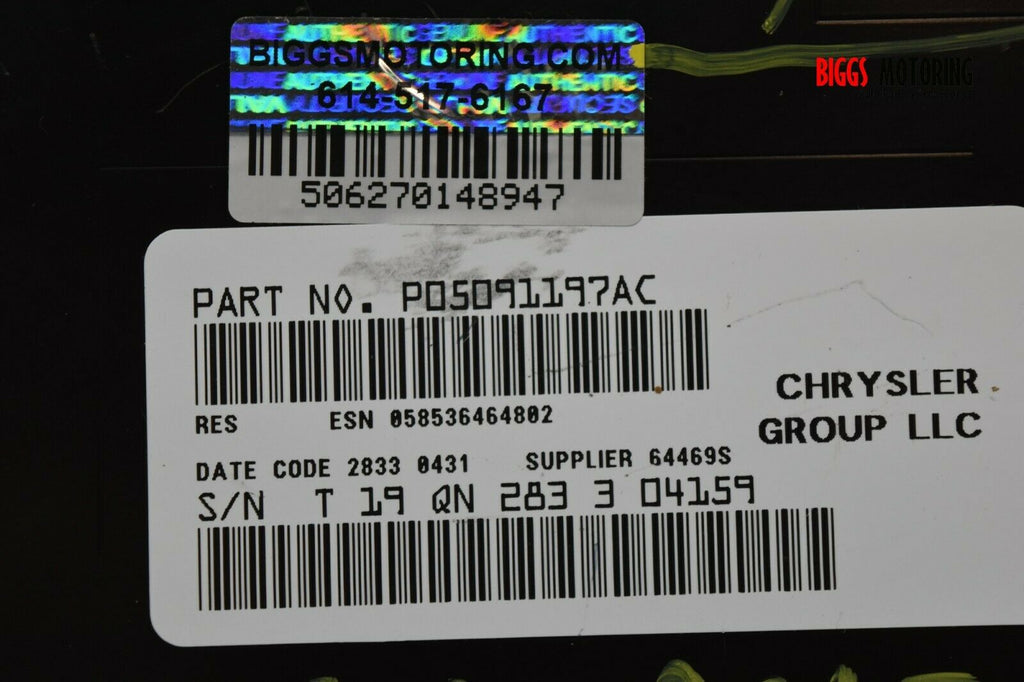 BIGGSMOTORING.COM
614-517-6167
506270148947
BIGGS MOTORING
PART NO. P05091197AC
RES ESN 058536464802
CHRYSLER
GROUP LLC
DATE CODE 2833 0431 SUPPLIER 64469S
S/N T 19 QN 283 3 04159